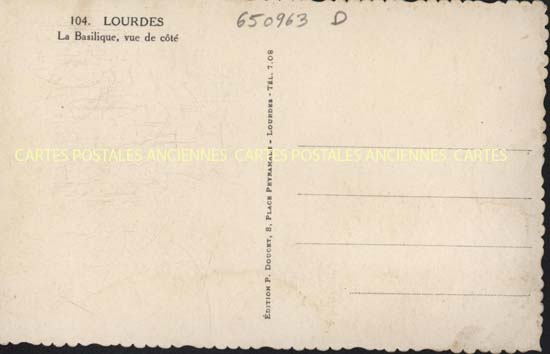 104. LOURDES
La Basilique, vue de côté
650963 D
CARTES POSTALES ANCIENNES CARTES POSTALES ANCIENNES CARTES
ÉDITION P. DOUCET, 8, PLACE PEYRAMALE - LOURDES - TÉL. 7.08